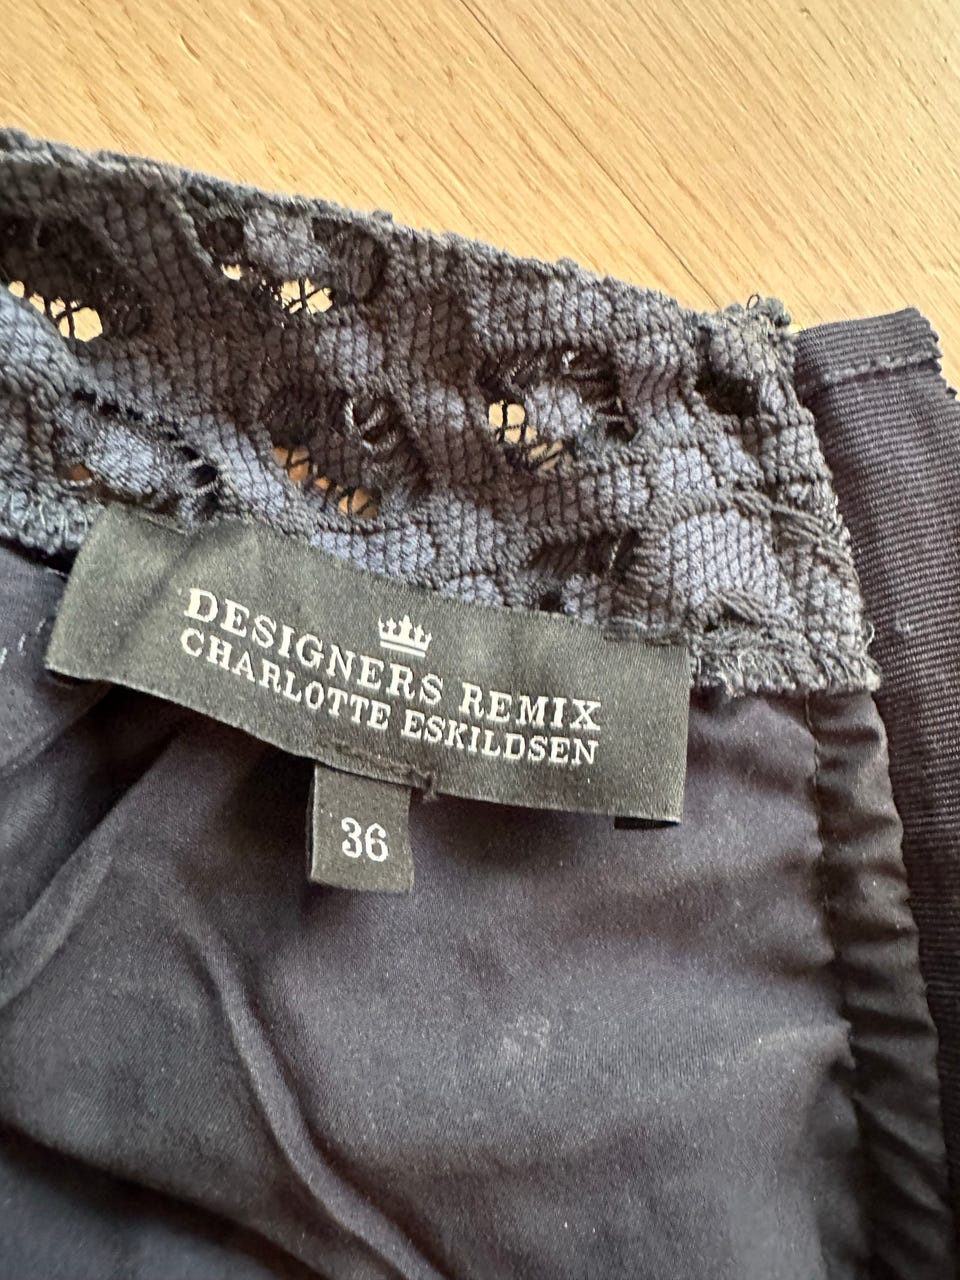 DESIGNERS REMIX
CHARLOTTE ESKILDSEN
36